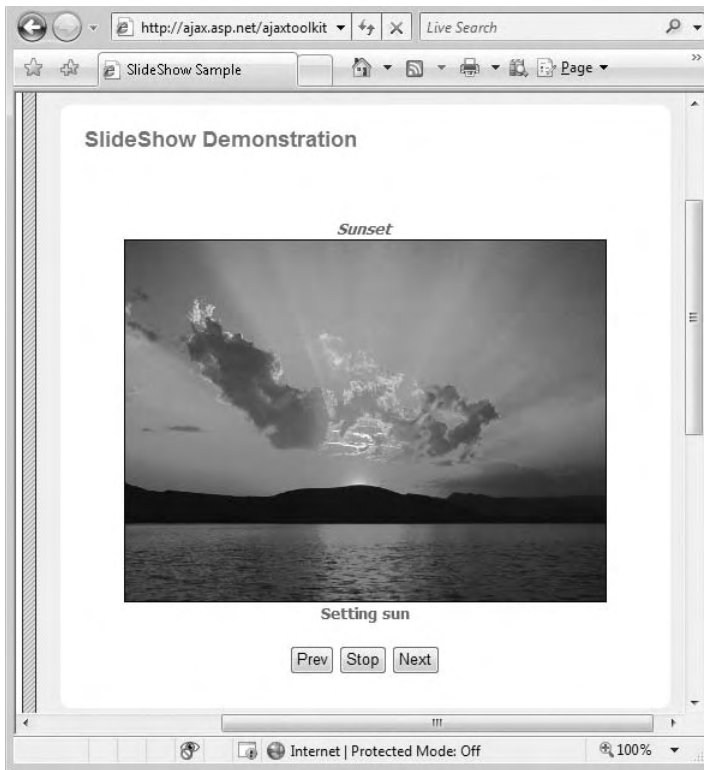 http://ajax.asp.net/ajaxtoolkit
Live Search
SlideShow Sample
Page
SlideShow Demonstration
Sunset
Setting sun
Prev
Stop
Next
Internet | Protected Mode: Off
100%